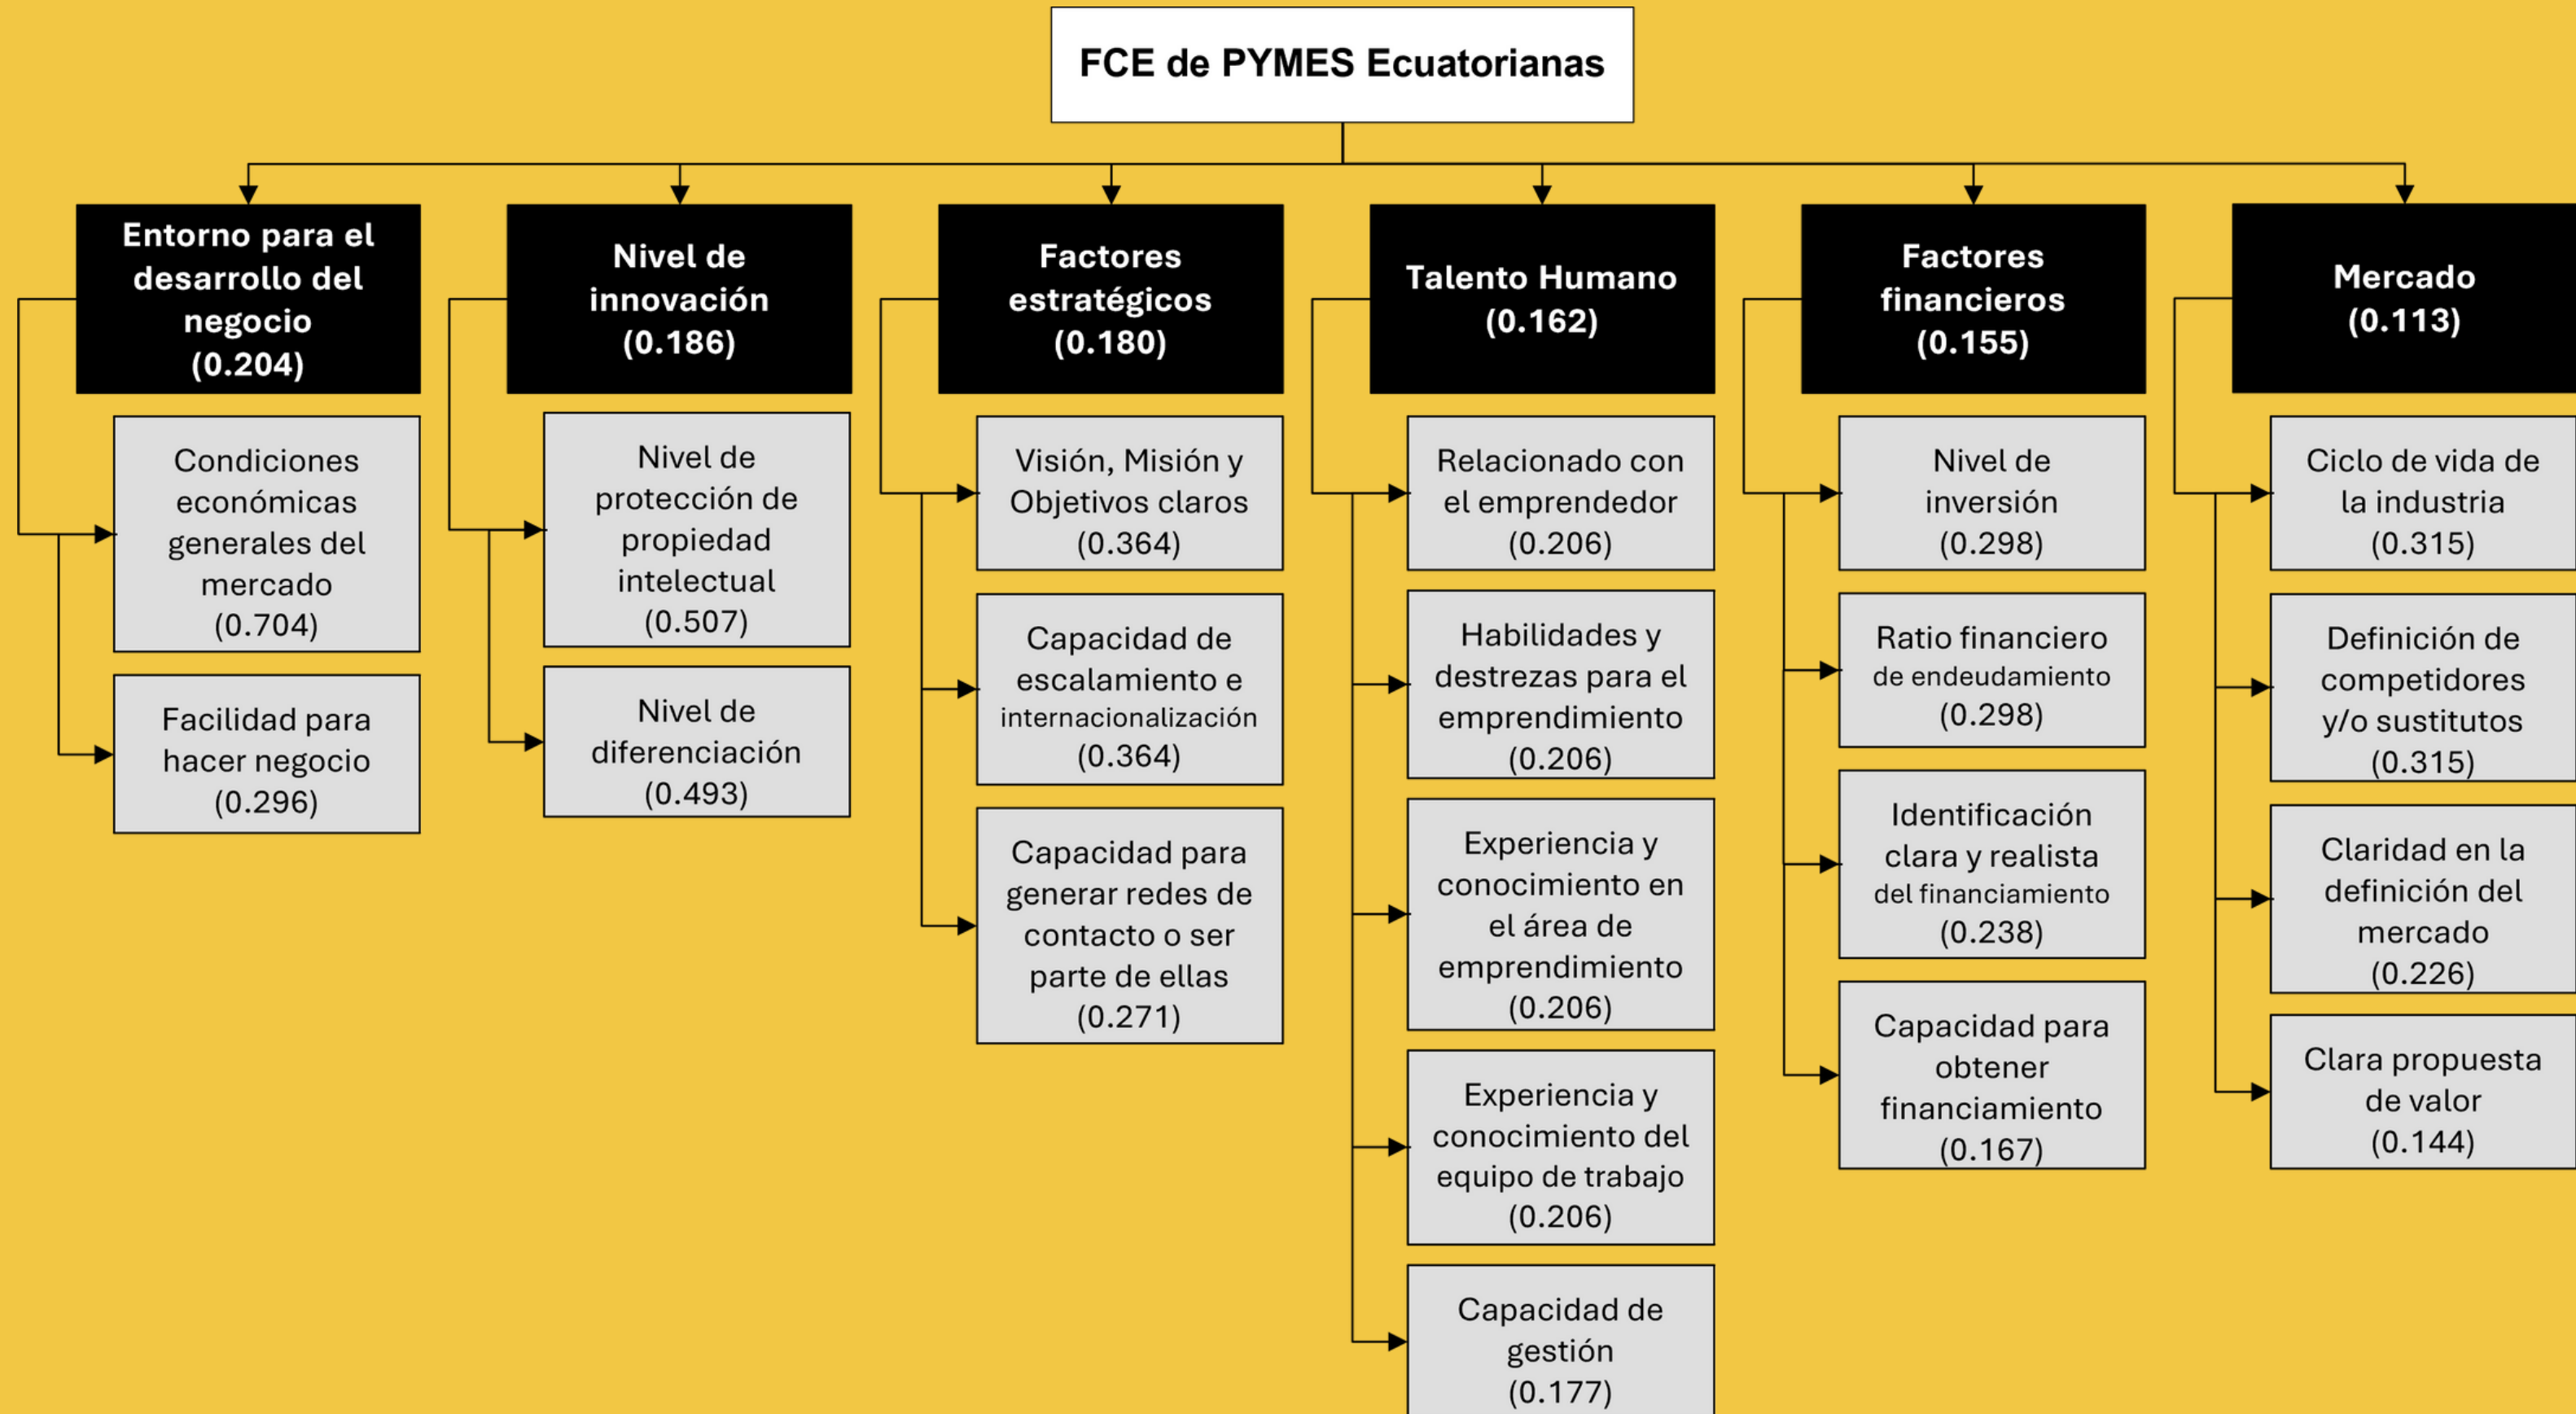 FCE de PYMES Ecuatorianas
Entorno para el
desarrollo del
negocio
(0.204)
Condiciones
económicas
generales del
mercado
(0.704)
Facilidad para
hacer negocio
(0.296)
Nivel de
innovación
(0.186)
Nivel de
protección de
propiedad
intelectual
(0.507)
Nivel de
diferenciación
(0.493)
Factores
estratégicos
(0.180)
Visión, Misión y
Objetivos claros
(0.364)
Capacidad de
escalamiento e
internacionalización
(0.364)
Capacidad para
generar redes de
contacto o ser
parte de ellas
(0.271)
Talento Humano
(0.162)
Relacionado con
el emprendedor
(0.206)
Habilidades y
destrezas para el
emprendimiento
(0.206)
Experiencia y
conocimiento en
el área de
emprendimiento
(0.206)
Experiencia y
conocimiento del
equipo de trabajo
(0.206)
Capacidad de
gestión
(0.177)
Factores
financieros
(0.155)
Nivel de
inversión
(0.298)
Ratio financiero
de endeudamiento
(0.298)
Identificación
clara y realista
del financiamiento
(0.238)
Capacidad para
obtener
financiamiento
(0.167)
Mercado
(0.113)
Ciclo de vida de
la industria
(0.315)
Definición de
competidores
y/o sustitutos
(0.315)
Claridad en la
definición del
mercado
(0.226)
Clara propuesta
de valor
(0.144)